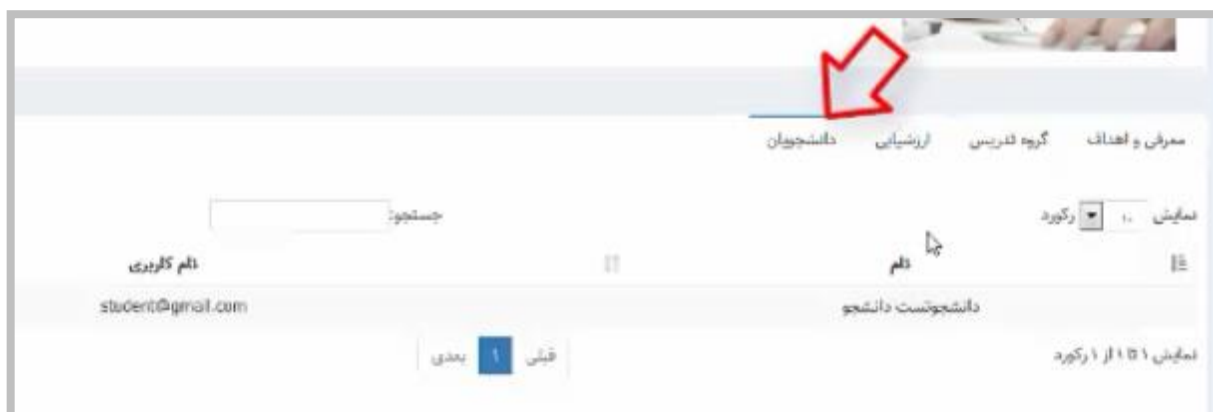 معرفی و اهداف گروه تدریس ارزشیابی دانشجویان
نمایش ۱۰ رکورد جستجو:
نام نام کاربری
دانشجوتست دانشجو student@gmail.com
نمایش ۱ تا ۱ از ۱ رکورد قبلی ۱ بعدی